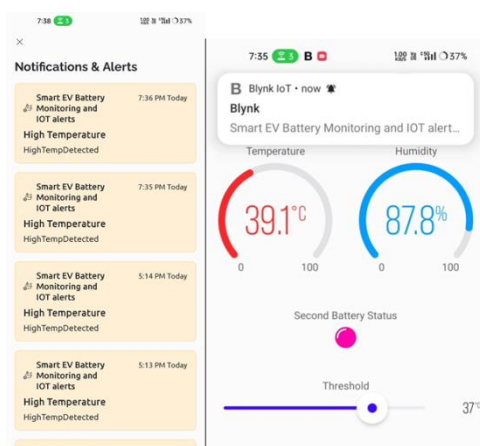 7:38 3
37%
Notifications & Alerts
Smart EV Battery
Monitoring and
IOT alerts
7:36 PM Today
High Temperature
HighTempDetected
Smart EV Battery
Monitoring and
IOT alerts
7:35 PM Today
High Temperature
HighTempDetected
Smart EV Battery
Monitoring and
IOT alerts
5:14 PM Today
High Temperature
HighTempDetected
Smart EV Battery
Monitoring and
IOT alerts
5:13 PM Today
High Temperature
HighTempDetected
7:35 3 B
37%
B Blynk IoT • now
Blynk
Smart EV Battery Monitoring and IOT alert...
Temperature
Humidity
39.1°C
87.8%
0 100
0 100
Second Battery Status
Threshold
37°